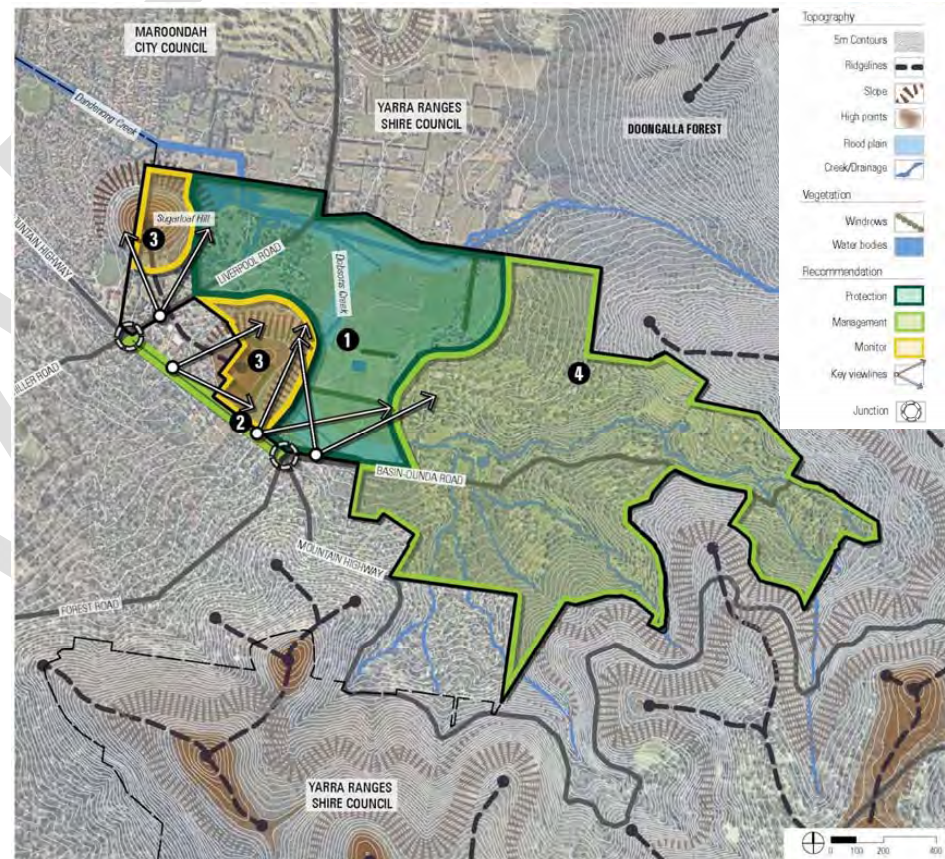 MAROONDAH
CITY COUNCIL
Dandenong Creek
YARRA RANGES
SHIRE COUNCIL
DOONGALLA FOREST
Sugarloaf Hill
3
MOUNTAIN HIGHWAY
LIVERPOOL ROAD
Dobsons Creek
1
3
4
2
BASIN-OLINDA ROAD
MOUNTAIN HIGHWAY
FOREST ROAD
YARRA RANGES
SHIRE COUNCIL
Topography
5m Contours
Ridgelines
Slope
High points
Flood plain
Creek/Drainage
Vegetation
Windrows
Water bodies
Recommendation
Protection
Management
Monitor
Key viewlines
Junction
0 100 200 400